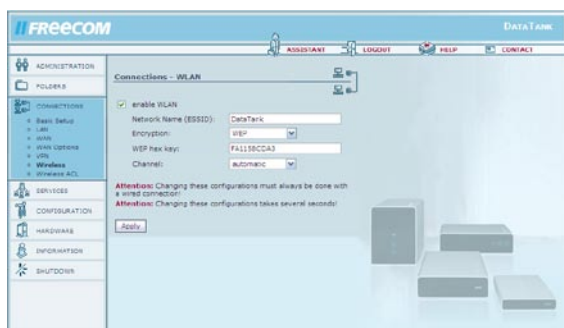 FREECOM
DATATANK
ASSISTANT LOGOUT HELP CONTACT
ADMINISTRATION
FOLDERS
CONNECTIONS
Basic Setup
LAN
WAN
WAN Options
VPN
Wireless
Wireless ACL
SERVICES
CONFIGURATION
HARDWARE
INFORMATION
SHUTDOWN
Connections - WLAN
enable WLAN
Network Name (ESSID): DataTank
Encryption: WEP
WEP hex key: FA115BCDA3
Channel: automatic
Attention: Changing these configurations must always be done with
a wired connection!
Attention: Changing these configurations takes several seconds!
Apply